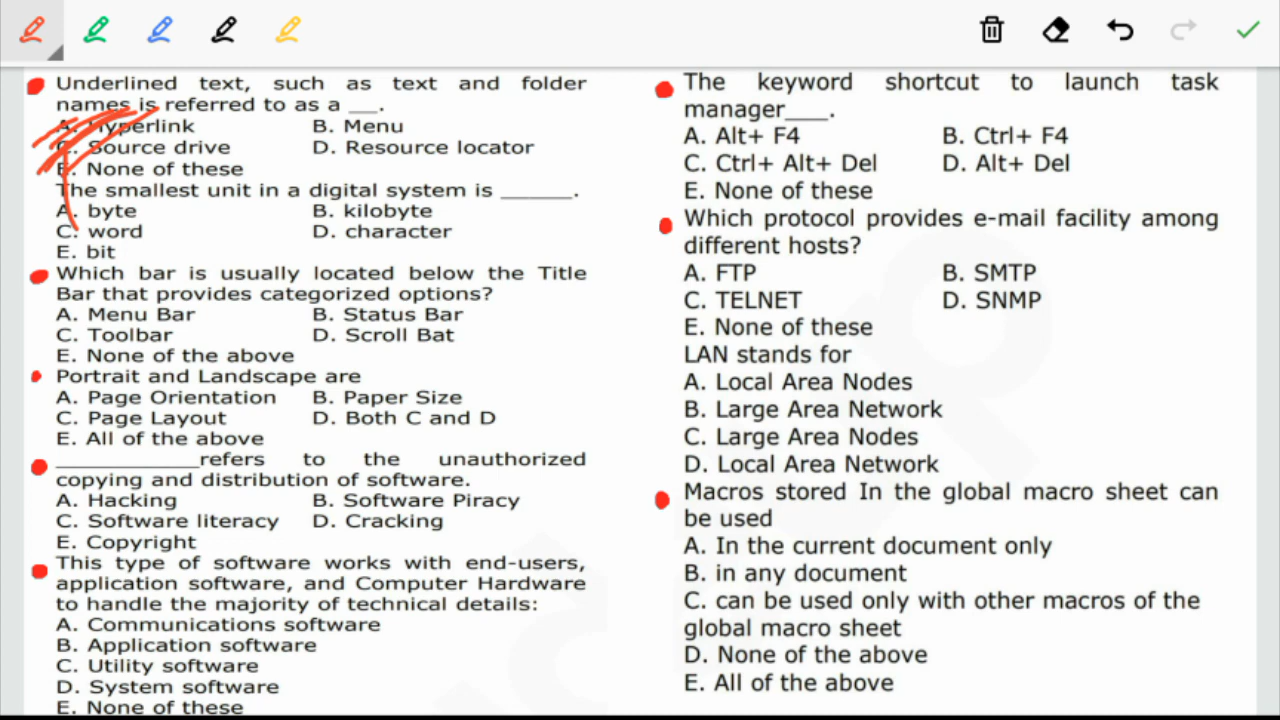 Underlined text, such as text and folder
names is referred to as a __.
A. Hyperlink B. Menu
C. Source drive D. Resource locator
E. None of these
The smallest unit in a digital system is ______.
A. byte B. kilobyte
C. word D. character
E. bit
Which bar is usually located below the Title
Bar that provides categorized options?
A. Menu Bar B. Status Bar
C. Toolbar D. Scroll Bat
E. None of the above
Portrait and Landscape are
A. Page Orientation B. Paper Size
C. Page Layout D. Both C and D
E. All of the above
____________refers to the unauthorized
copying and distribution of software.
A. Hacking B. Software Piracy
C. Software literacy D. Cracking
E. Copyright
This type of software works with end-users,
application software, and Computer Hardware
to handle the majority of technical details:
A. Communications software
B. Application software
C. Utility software
D. System software
E. None of these
The keyword shortcut to launch task
manager____.
A. Alt+ F4 B. Ctrl+ F4
C. Ctrl+ Alt+ Del D. Alt+ Del
E. None of these
Which protocol provides e-mail facility among
different hosts?
A. FTP B. SMTP
C. TELNET D. SNMP
E. None of these
LAN stands for
A. Local Area Nodes
B. Large Area Network
C. Large Area Nodes
D. Local Area Network
Macros stored In the global macro sheet can
be used
A. In the current document only
B. in any document
C. can be used only with other macros of the
global macro sheet
D. None of the above
E. All of the above